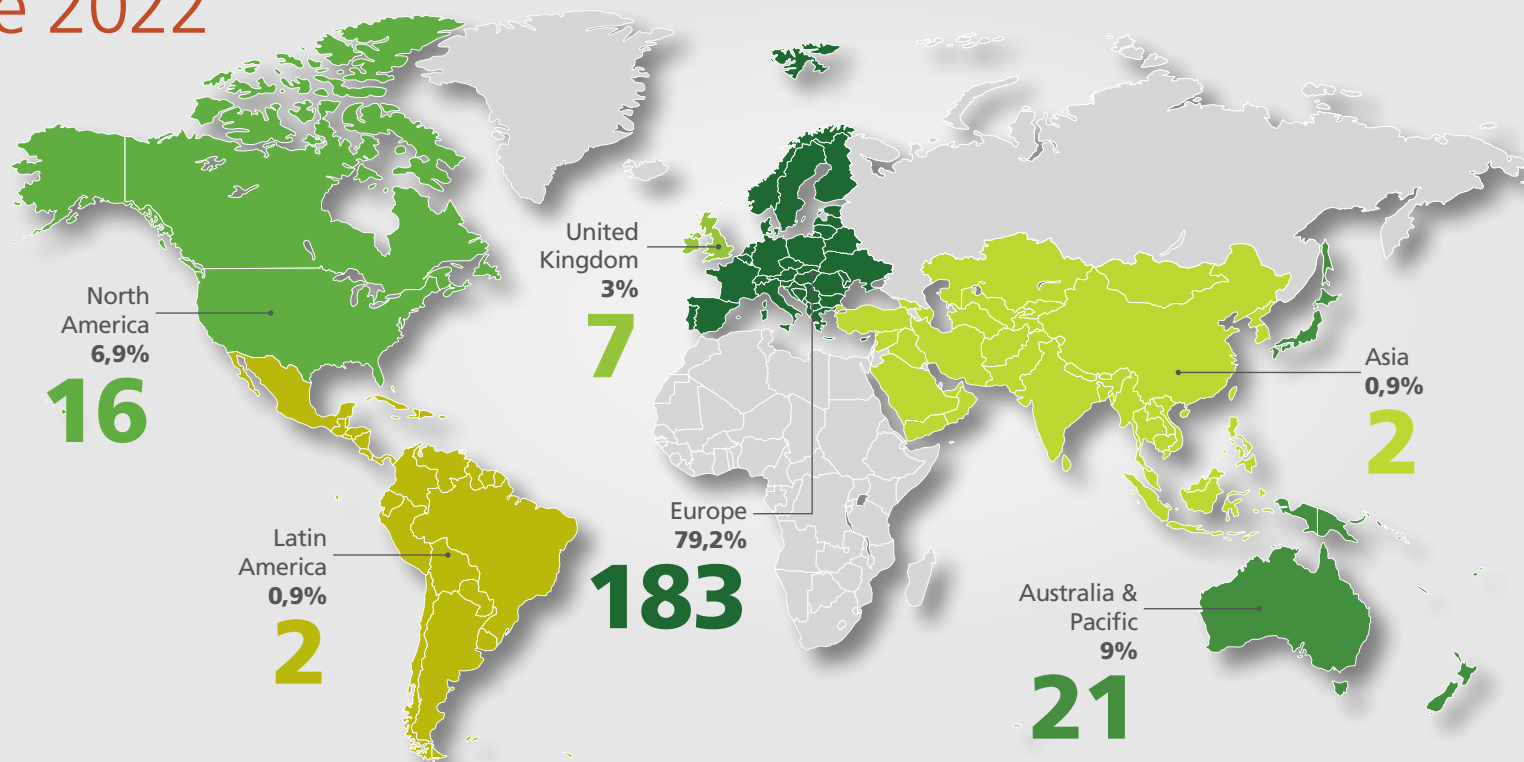 e 2022
North
America
6,9%
16
United
Kingdom
3%
7
Asia
0,9%
2
Latin
America
0,9%
2
Europe
79,2%
183
Australia &
Pacific
9%
21